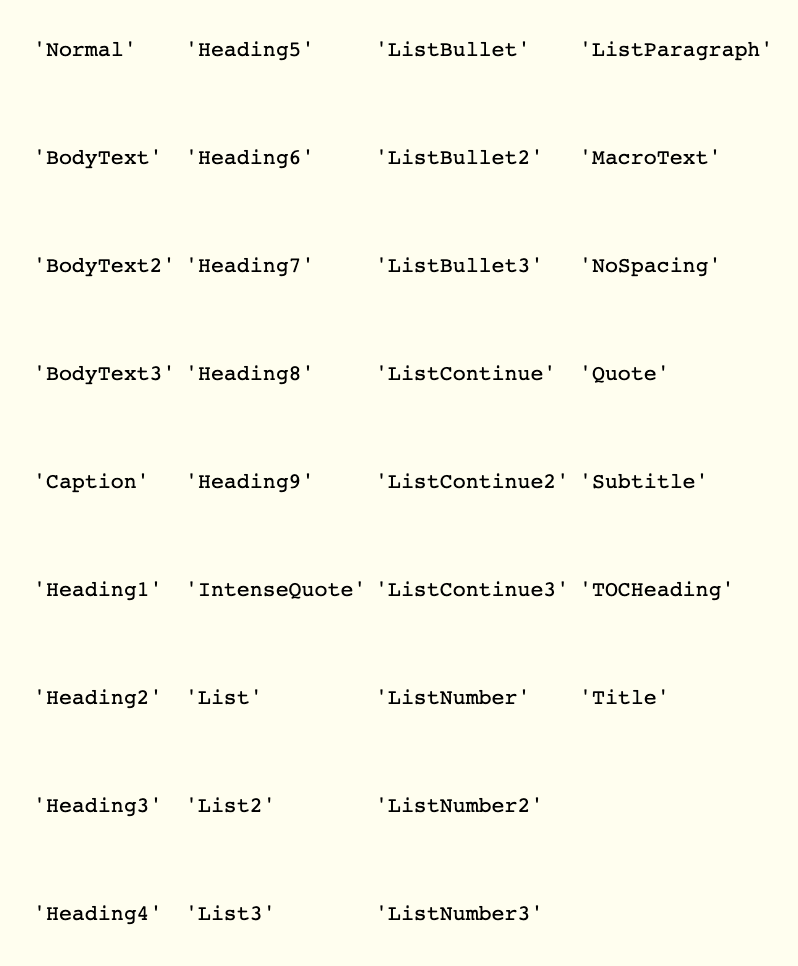 'Normal' 'Heading5' 'ListBullet' 'ListParagraph'
'BodyText' 'Heading6' 'ListBullet2' 'MacroText'
'BodyText2' 'Heading7' 'ListBullet3' 'NoSpacing'
'BodyText3' 'Heading8' 'ListContinue' 'Quote'
'Caption' 'Heading9' 'ListContinue2' 'Subtitle'
'Heading1' 'IntenseQuote' 'ListContinue3' 'TOCHeading'
'Heading2' 'List' 'ListNumber' 'Title'
'Heading3' 'List2' 'ListNumber2'
'Heading4' 'List3' 'ListNumber3'